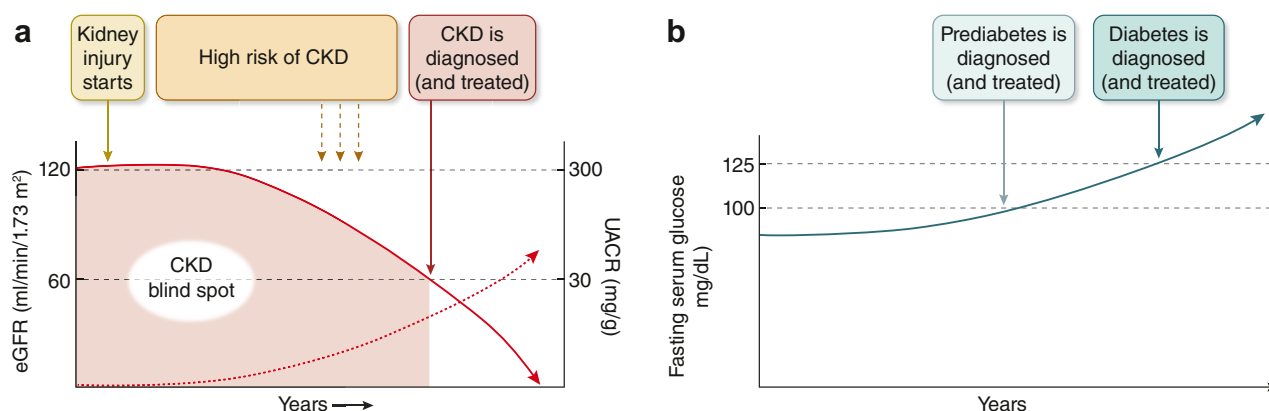 a
Kidney
injury
starts
High risk of CKD
CKD is
diagnosed
(and treated)
120
60
eGFR (ml/min/1.73 m²)
CKD
blind spot
300
30
UACR (mg/g)
Years
b
Prediabetes is
diagnosed
(and treated)
Diabetes is
diagnosed
(and treated)
125
100
Fasting serum glucose
mg/dL
Years